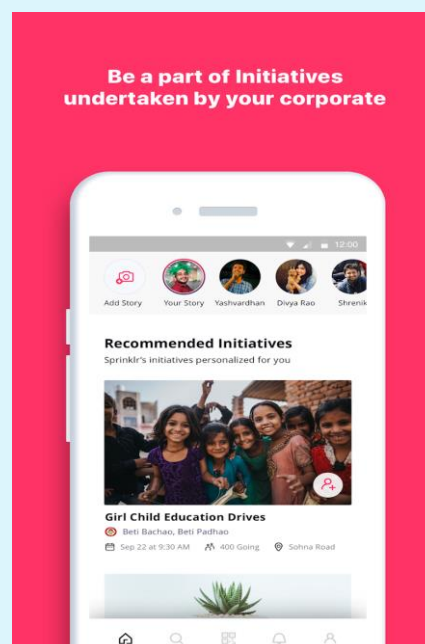 Be a part of Initiatives
undertaken by your corporate
12:00
Add Story
Your Story
Yashvardhan
Divya Rao
Shrenik
Recommended Initiatives
Sprinklr's initiatives personalized for you
Girl Child Education Drives
Beti Bachao, Beti Padhao
Sep 22 at 9:30 AM
400 Going
Sohna Road